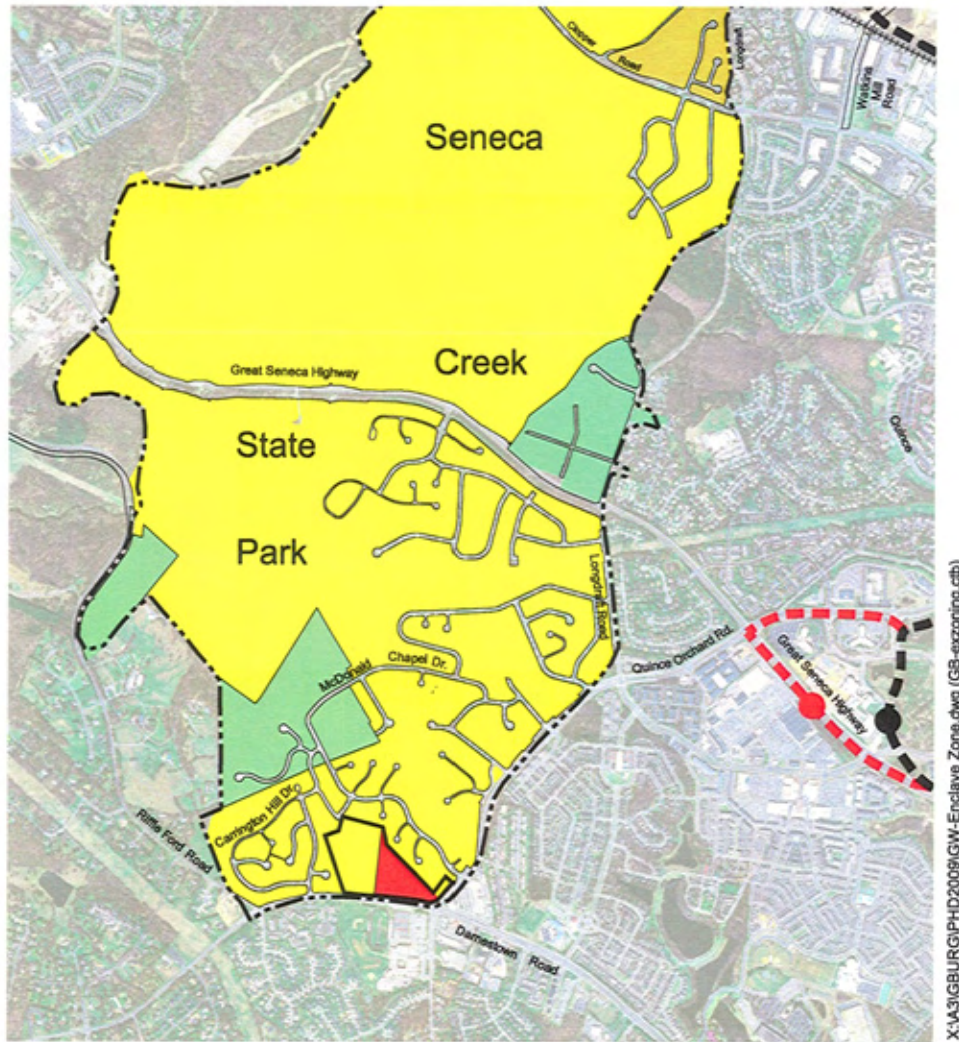 Clopper
Road
Longdraft
Watkins
Mill
Road
Seneca
Great Seneca Highway
Creek
State
Quince
Park
Longdraft Road
McDonald
Chapel Dr.
Quince Orchard Rd.
Great Seneca Highway
Carrington Hill Dr.
Riffle Ford Road
Darnestown Road
X:\A3\GBURG\PHD2009\GW-Enclave_Zone.dwg (GB-exzoning.ctb)